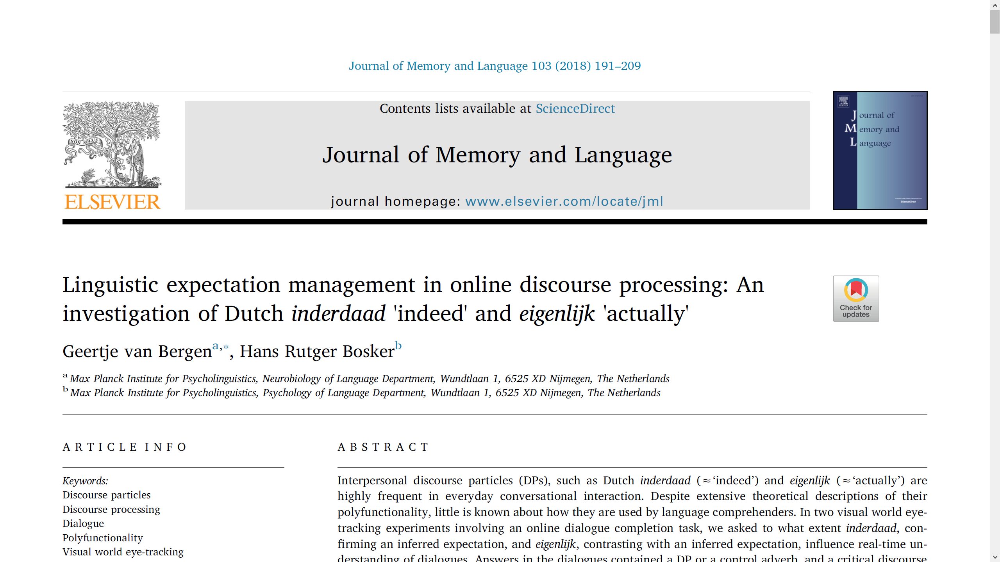 Journal of Memory and Language 103 (2018) 191–209
Contents lists available at ScienceDirect
Journal of Memory and Language
journal homepage: www.elsevier.com/locate/jml
NON SOLUS
ELSEVIER
ELSEVIER
Journal of
Memory and
Language
ScienceDirect
Linguistic expectation management in online discourse processing: An
investigation of Dutch inderdaad 'indeed' and eigenlijk 'actually'
Check for
updates
Geertje van Bergen a,*, Hans Rutger Bosker b
a Max Planck Institute for Psycholinguistics, Neurobiology of Language Department, Wundtlaan 1, 6525 XD Nijmegen, The Netherlands
b Max Planck Institute for Psycholinguistics, Psychology of Language Department, Wundtlaan 1, 6525 XD Nijmegen, The Netherlands
ARTICLE INFO
Keywords:
Discourse particles
Discourse processing
Dialogue
Polyfunctionality
Visual world eye-tracking
ABSTRACT
Interpersonal discourse particles (DPs), such as Dutch inderdaad (≈‘indeed’) and eigenlijk (≈‘actually’) are
highly frequent in everyday conversational interaction. Despite extensive theoretical descriptions of their
polyfunctionality, little is known about how they are used by language comprehenders. In two visual world eye-
tracking experiments involving an online dialogue completion task, we asked to what extent inderdaad, con-
firming an inferred expectation, and eigenlijk, contrasting with an inferred expectation, influence real-time un-
derstanding of dialogues. Answers in the dialogues contained a DP or a control adverb, and a critical discourse